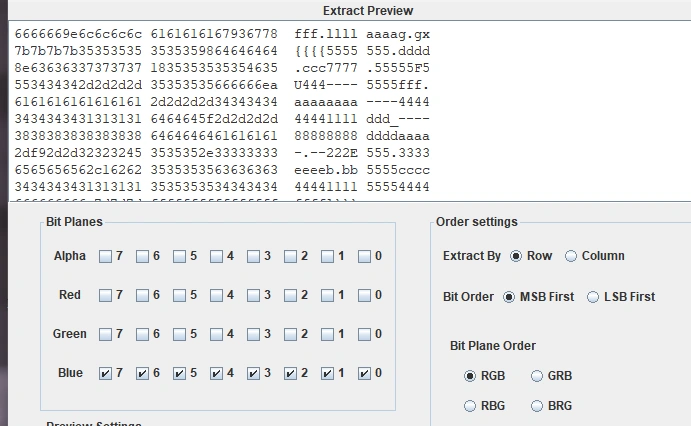 Extract Preview
6666669e6c6c6c6c 6161616167936778 fff.llll aaaag.gx
7b7b7b7b35353535 3535359864646464 {{{{5555 555.dddd
8e63636337373737 1835353535354635 .ccc7777 .55555F5
553434342d2d2d2d 35353535666666ea U444---- 5555fff.
6161616161616161 2d2d2d2d34343434 aaaaaaaa ----4444
3434343431313131 6464645f2d2d2d2d 44441111 ddd_----
3838383838383838 6464646461616161 88888888 ddddaaaa
2df92d2d32323245 3535352e33333333 -.--222E 555.3333
6565656562c16262 3535353563636363 eeeeb.bb 5555cccc
3434343431313131 3535353534343434 44441111 55554444
Bit Planes
Order settings
Alpha 7 6 5 4 3 2 1 0
Extract By Row Column
Red 7 6 5 4 3 2 1 0
Bit Order MSB First LSB First
Green 7 6 5 4 3 2 1 0
Bit Plane Order
Blue 7 6 5 4 3 2 1 0
RGB GRB
RBG BRG
Preview Settings